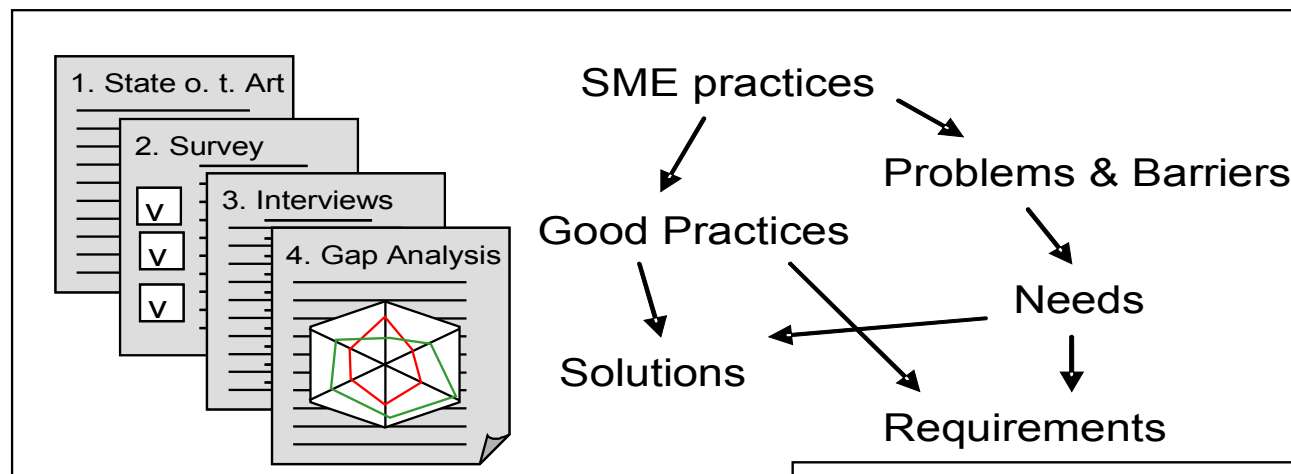 1. State o. t. Art
2. Survey
v
v
v
3. Interviews
4. Gap Analysis
SME practices
Problems & Barriers
Good Practices
Needs
Solutions
Requirements